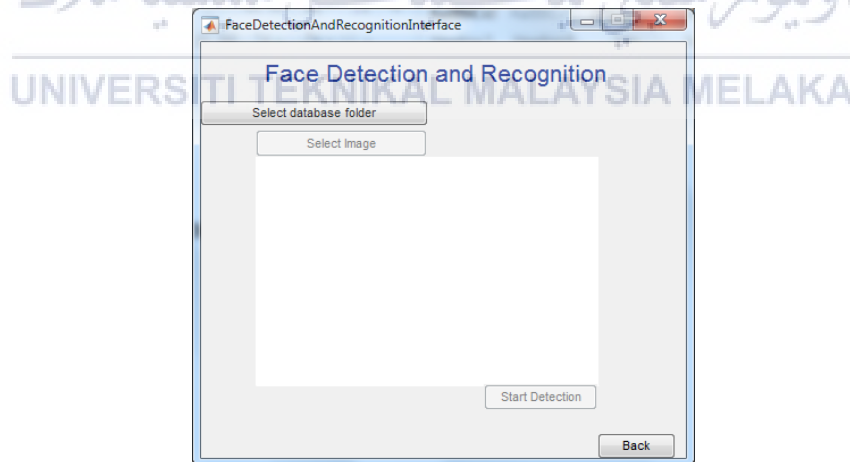 FaceDetectionAndRecognitionInterface
Face Detection and Recognition
UNIVERSITI TEKNIKAL MALAYSIA MELAKA
Select database folder
Select Image
Start Detection
Back